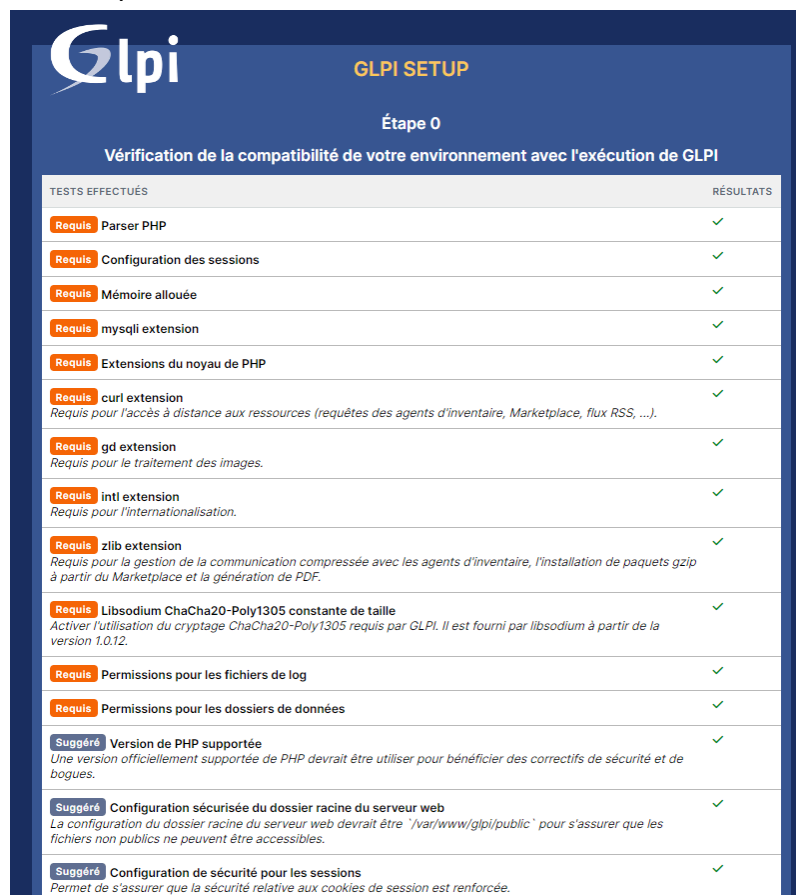 Glpi
GLPI SETUP
Étape 0
Vérification de la compatibilité de votre environnement avec l'exécution de GLPI
TESTS EFFECTUÉS RÉSULTATS
Requis Parser PHP
Requis Configuration des sessions
Requis Mémoire allouée
Requis mysqli extension
Requis Extensions du noyau de PHP
Requis curl extension
Requis pour l'accès à distance aux ressources (requêtes des agents d'inventaire, Marketplace, flux RSS, ...).
Requis gd extension
Requis pour le traitement des images.
Requis intl extension
Requis pour l'internationalisation.
Requis zlib extension
Requis pour la gestion de la communication compressée avec les agents d'inventaire, l'installation de paquets gzip
à partir du Marketplace et la génération de PDF.
Requis Libsodium ChaCha20-Poly1305 constante de taille
Activer l'utilisation du cryptage ChaCha20-Poly1305 requis par GLPI. Il est fourni par libsodium à partir de la
version 1.0.12.
Requis Permissions pour les fichiers de log
Requis Permissions pour les dossiers de données
Suggéré Version de PHP supportée
Une version officiellement supportée de PHP devrait être utiliser pour bénéficier des correctifs de sécurité et de
bogues.
Suggéré Configuration sécurisée du dossier racine du serveur web
La configuration du dossier racine du serveur web devrait être `/var/www/glpi/public` pour s'assurer que les
fichiers non publics ne peuvent être accessibles.
Suggéré Configuration de sécurité pour les sessions
Permet de s'assurer que la sécurité relative aux cookies de session est renforcée.